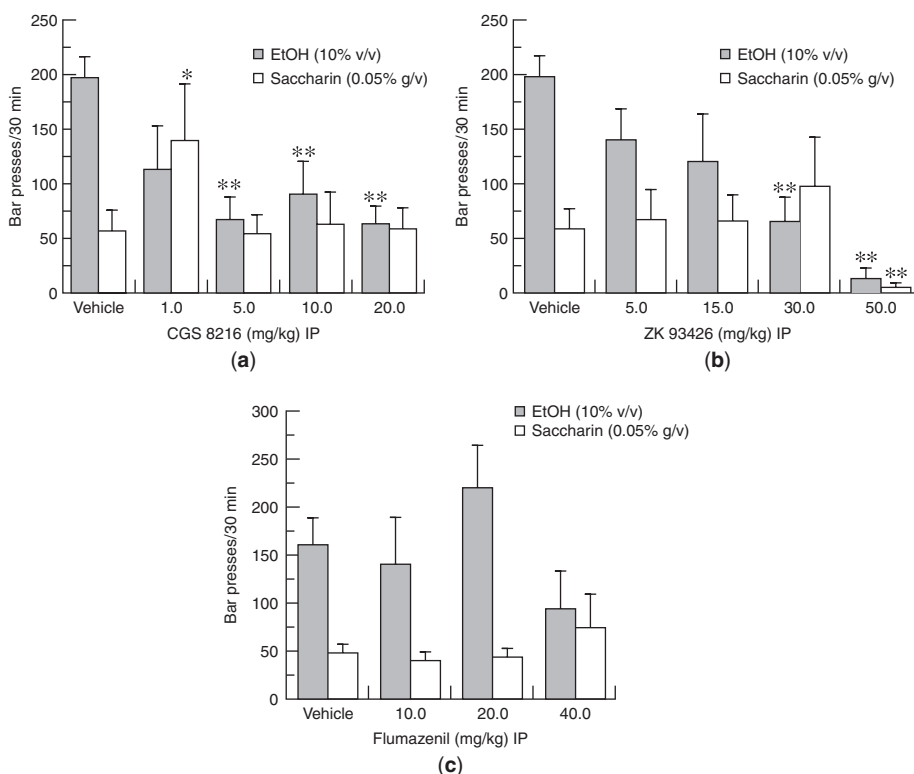 250
200
150
100
50
0
Bar presses/30 min
EtOH (10% v/v)
Saccharin (0.05% g/v)
*
**
**
**
Vehicle 1.0 5.0 10.0 20.0
CGS 8216 (mg/kg) IP
(a)
250
200
150
100
50
0
Bar presses/30 min
EtOH (10% v/v)
Saccharin (0.05% g/v)
**
**
**
Vehicle 5.0 15.0 30.0 50.0
ZK 93426 (mg/kg) IP
(b)
300
250
200
150
100
50
0
Bar presses/30 min
EtOH (10% v/v)
Saccharin (0.05% g/v)
Vehicle 10.0 20.0 40.0
Flumazenil (mg/kg) IP
(c)